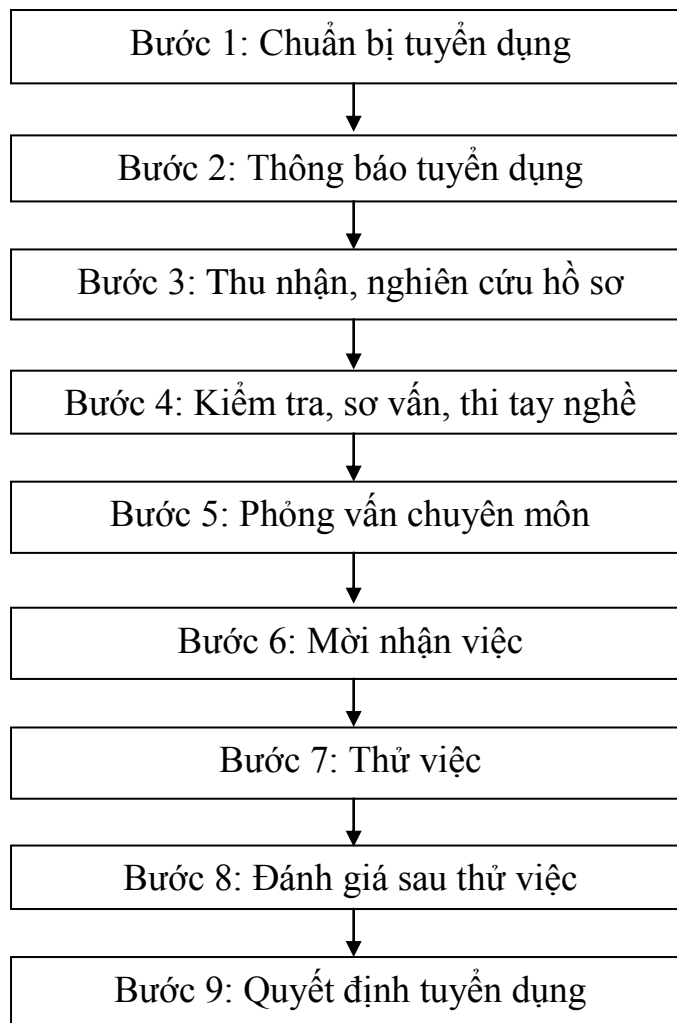 Bước 1: Chuẩn bị tuyển dụng
Bước 2: Thông báo tuyển dụng
Bước 3: Thu nhận, nghiên cứu hồ sơ
Bước 4: Kiểm tra, sơ vấn, thi tay nghề
Bước 5: Phỏng vấn chuyên môn
Bước 6: Mời nhận việc
Bước 7: Thử việc
Bước 8: Đánh giá sau thử việc
Bước 9: Quyết định tuyển dụng